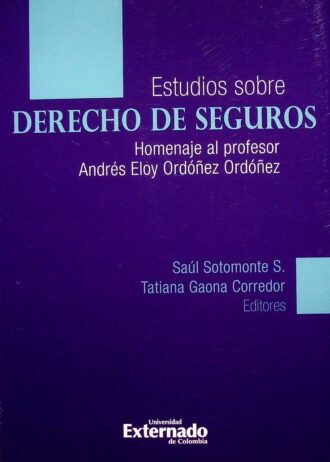 Estudios sobre
DERECHO DE SEGUROS
Homenaje al profesor
Andrés Eloy Ordóñez Ordóñez
Saúl Sotomonte S.
Tatiana Gaona Corredor
Editores
Universidad
Externado
de Colombia